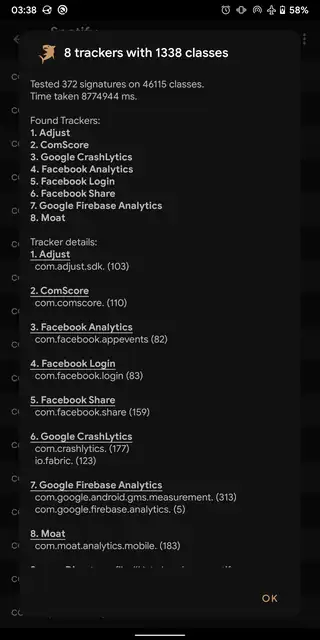 03:38
58%
8 trackers with 1338 classes
Tested 372 signatures on 46115 classes.
Time taken 8774944 ms.
Found Trackers:
1. Adjust
2. ComScore
3. Google CrashLytics
4. Facebook Analytics
5. Facebook Login
6. Facebook Share
7. Google Firebase Analytics
8. Moat
Tracker details:
1. Adjust
com.adjust.sdk. (103)
2. ComScore
com.comscore. (110)
3. Facebook Analytics
com.facebook.appevents (82)
4. Facebook Login
com.facebook.login (83)
5. Facebook Share
com.facebook.share (159)
6. Google CrashLytics
com.crashlytics. (177)
io.fabric. (123)
7. Google Firebase Analytics
com.google.android.gms.measurement. (313)
com.google.firebase.analytics. (5)
8. Moat
com.moat.analytics.mobile. (183)
OK